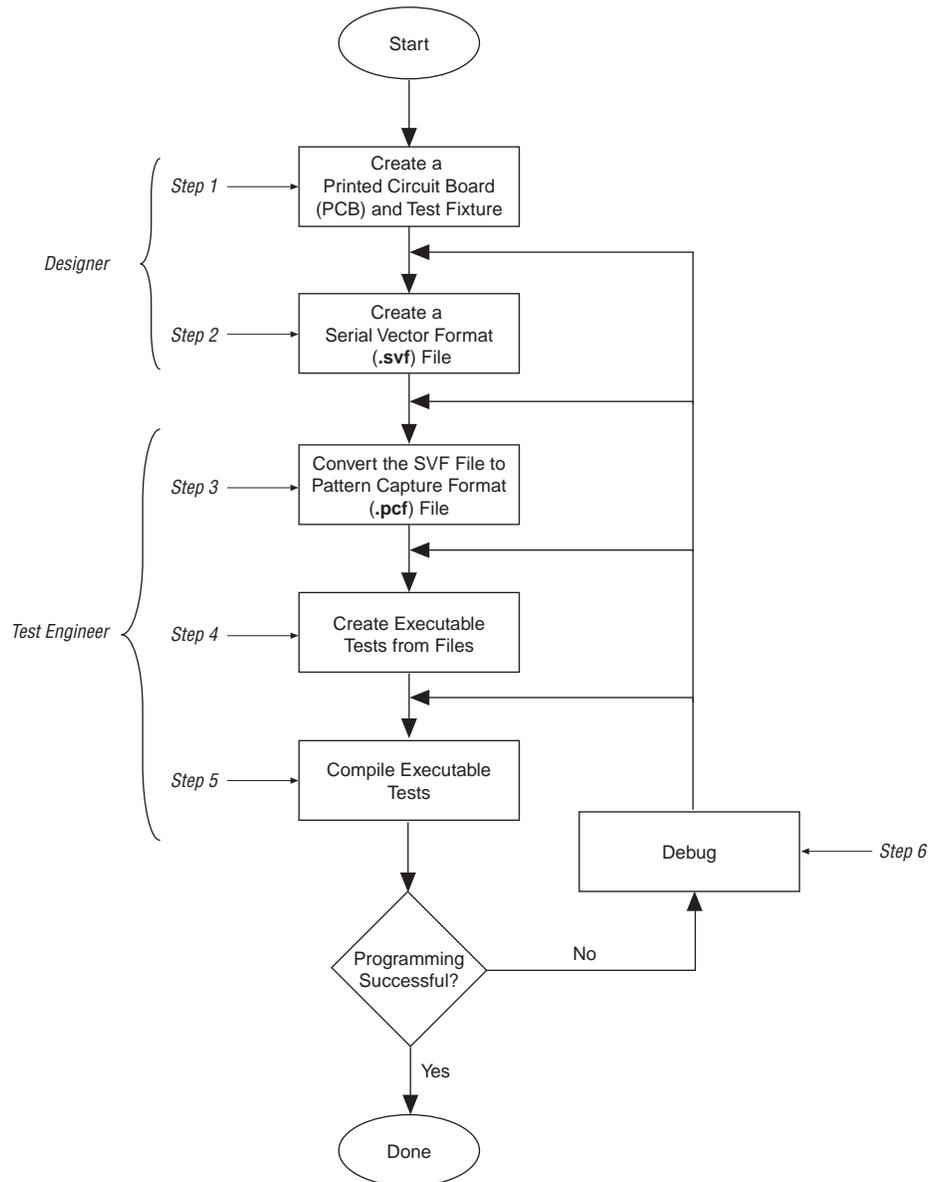 Start
Step 1
Create a
Printed Circuit Board
(PCB) and Test Fixture
Designer
Step 2
Create a
Serial Vector Format
(.svf) File
Step 3
Convert the SVF File to
Pattern Capture Format
(.pcf) File
Test Engineer
Step 4
Create Executable
Tests from Files
Step 5
Compile Executable
Tests
Debug
Step 6
Programming
Successful?
No
Yes
Done